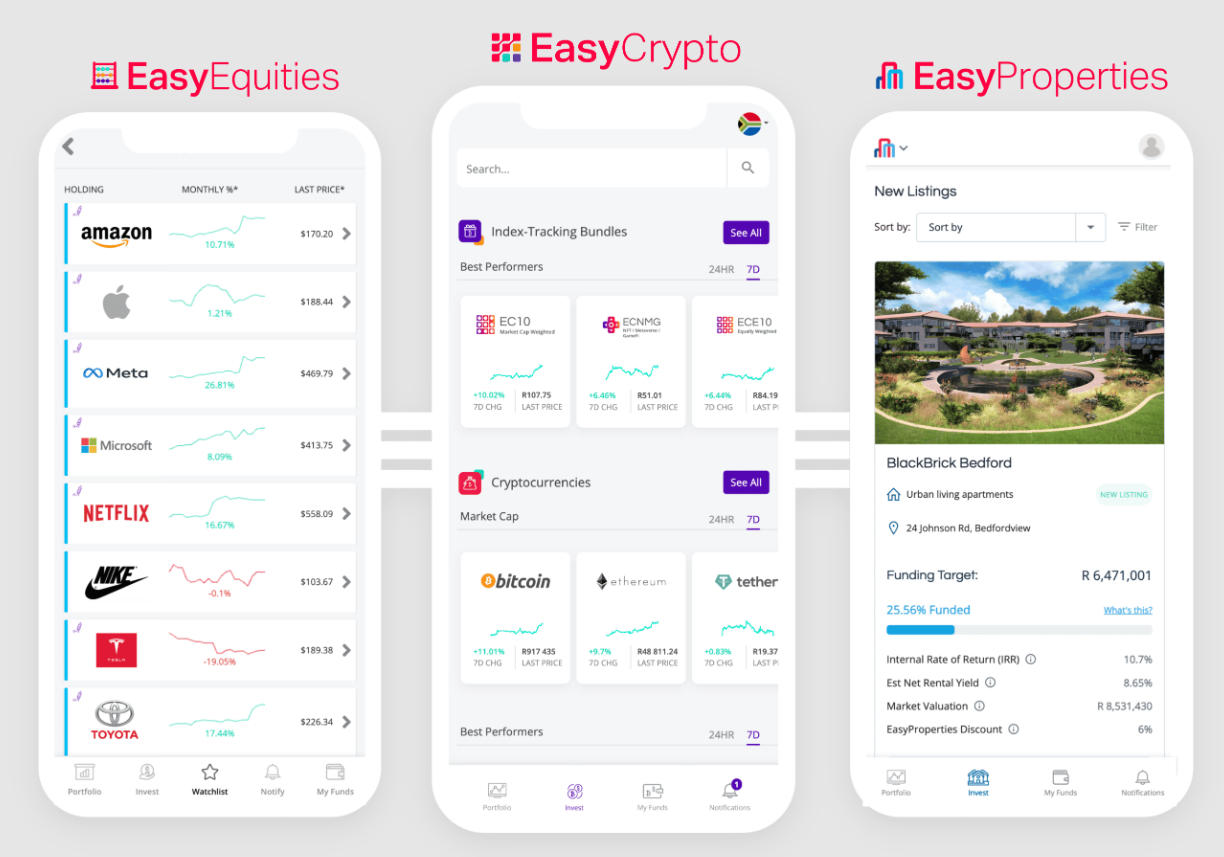 EasyEquities
HOLDING MONTHLY %* LAST PRICE*
amazon
10.71%
$170.20
1.21%
$188.44
Meta
26.81%
$469.79
Microsoft
8.09%
$413.75
NETFLIX
16.67%
$558.09
NIKE
-0.1%
$103.67
TESLA
-19.05%
$189.38
TOYOTA
17.44%
$226.34
Portfolio Invest Watchlist Notify My Funds
EasyCrypto
Search...
Index-Tracking Bundles See All
Best Performers 24HR 7D
EC10
Market Cap Weighted
+10.02% R107.75
7D CHG LAST PRICE
ECNMG
NFT | Metaverse |
GameFi
+6.46% R51.01
7D CHG LAST PRICE
ECE10
Equally Weighted
+6.44% R84.19
7D CHG LAST P
Cryptocurrencies See All
Market Cap 24HR 7D
bitcoin
+11.01% R917 435
7D CHG LAST PRICE
ethereum
+9.7% R48 811.24
7D CHG LAST PRICE
tether
+0.83% R19.37
7D CHG LAST P
Best Performers 24HR 7D
1
Portfolio Invest My Funds Notifications
EasyProperties
New Listings
Sort by: Sort by Filter
BlackBrick Bedford
Urban living apartments NEW LISTING
24 Johnson Rd, Bedfordview
Funding Target: R 6,471,001
25.56% Funded What's this?
Internal Rate of Return (IRR) 10.7%
Est Net Rental Yield 8.65%
Market Valuation R 8,531,430
EasyProperties Discount 6%
Portfolio Invest My Funds Notifications